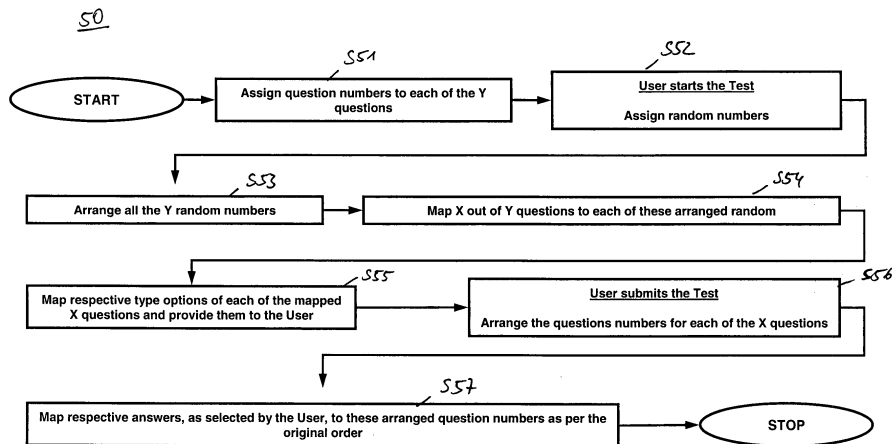 50
S51
S52
START
Assign question numbers to each of the Y
questions
User starts the Test
Assign random numbers
S53
S54
Arrange all the Y random numbers
Map X out of Y questions to each of these arranged random
S55
S56
Map respective type options of each of the mapped
X questions and provide them to the User
User submits the Test
Arrange the questions numbers for each of the X questions
S57
Map respective answers, as selected by the User, to these arranged question numbers as per the
original order
STOP